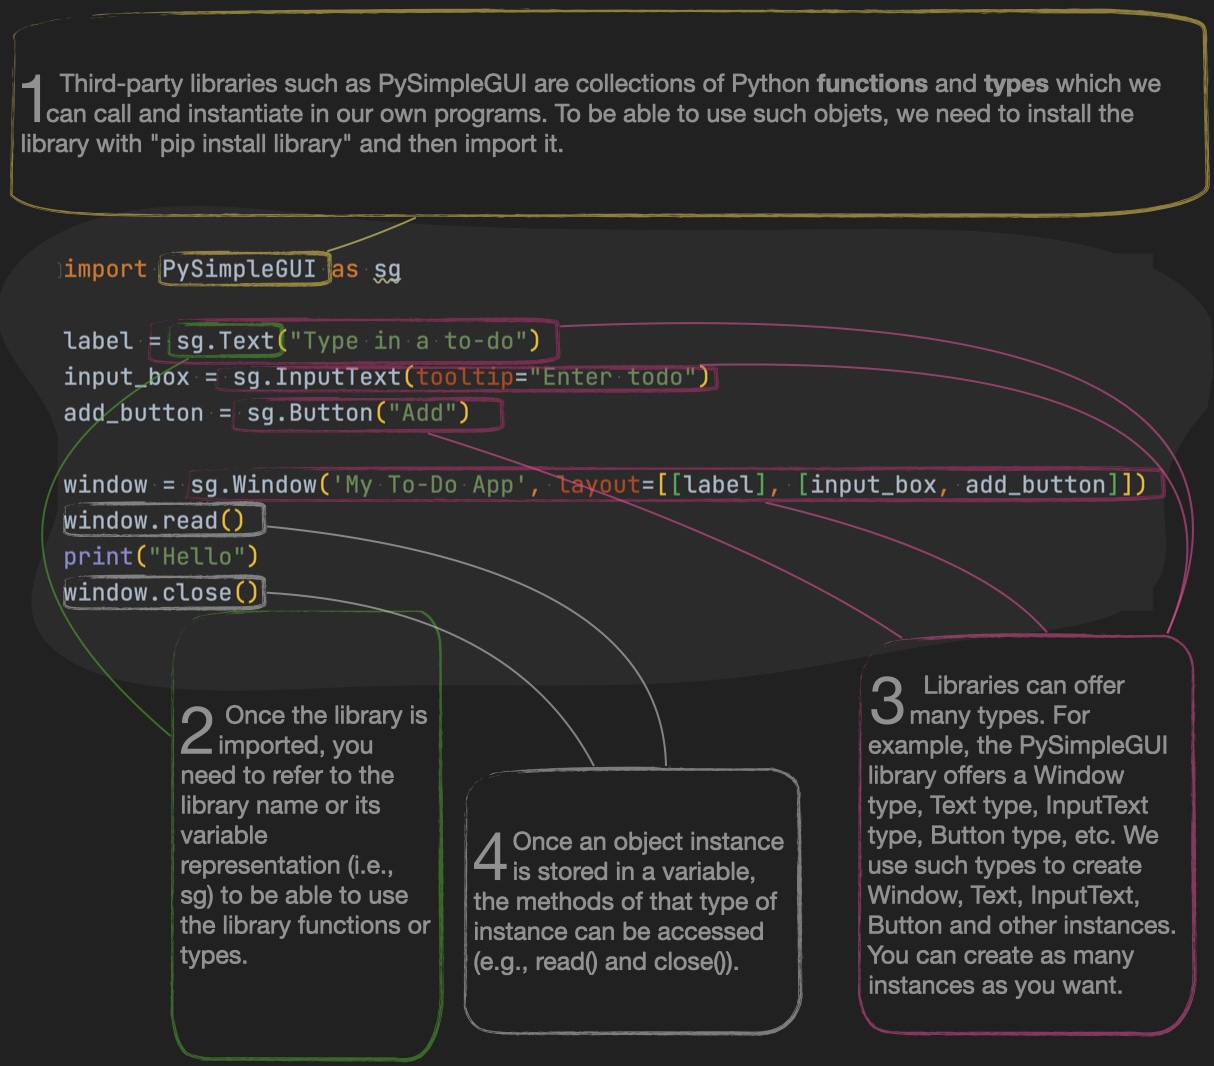 1 Third-party libraries such as PySimpleGUI are collections of Python functions and types which we
can call and instantiate in our own programs. To be able to use such objets, we need to install the
library with "pip install library" and then import it.
import PySimpleGUI as sg
label = sg.Text("Type in a to-do")
input_box = sg.InputText(tooltip="Enter todo")
add_button = sg.Button("Add")
window = sg.Window('My To-Do App', layout=[[label], [input_box, add_button]])
window.read()
print("Hello")
window.close()
2 Once the library is
imported, you
need to refer to the
library name or its
variable
representation (i.e.,
sg) to be able to use
the library functions or
types.
4 Once an object instance
is stored in a variable,
the methods of that type of
instance can be accessed
(e.g., read() and close()).
3 Libraries can offer
many types. For
example, the PySimpleGUI
library offers a Window
type, Text type, InputText
type, Button type, etc. We
use such types to create
Window, Text, InputText,
Button and other instances.
You can create as many
instances as you want.